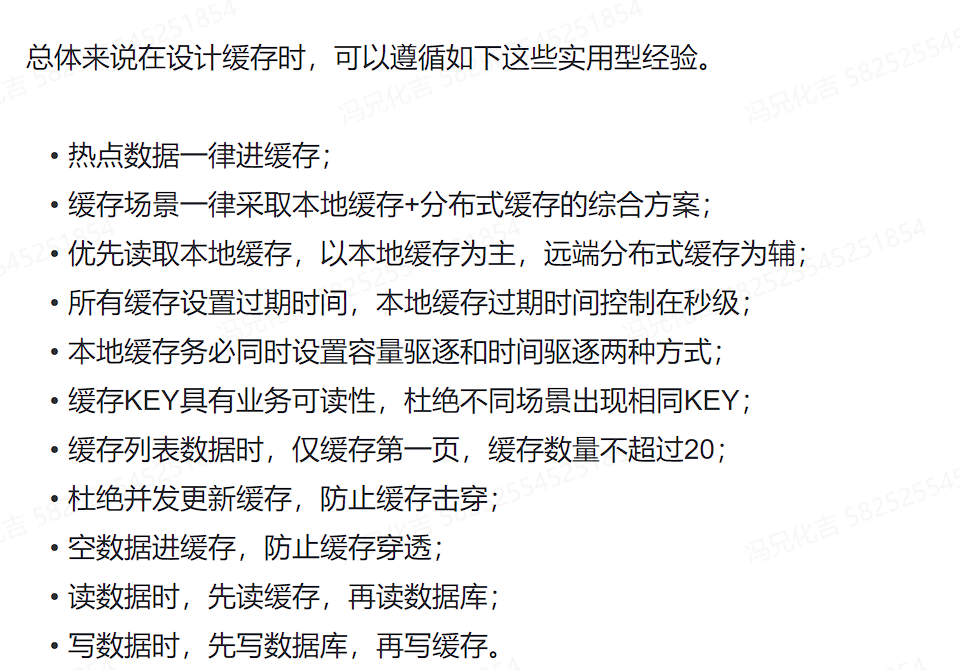 总体来说在设计缓存时，可以遵循如下这些实用型经验。
• 热点数据一律进缓存；
• 缓存场景一律采取本地缓存+分布式缓存的综合方案；
• 优先读取本地缓存，以本地缓存为主，远端分布式缓存为辅；
• 所有缓存设置过期时间，本地缓存过期时间控制在秒级；
• 本地缓存务必同时设置容量驱逐和时间驱逐两种方式；
• 缓存KEY具有业务可读性，杜绝不同场景出现相同KEY；
• 缓存列表数据时，仅缓存第一页，缓存数量不超过20；
• 杜绝并发更新缓存，防止缓存击穿；
• 空数据进缓存，防止缓存穿透；
• 读数据时，先读缓存，再读数据库；
• 写数据时，先写数据库，再写缓存。